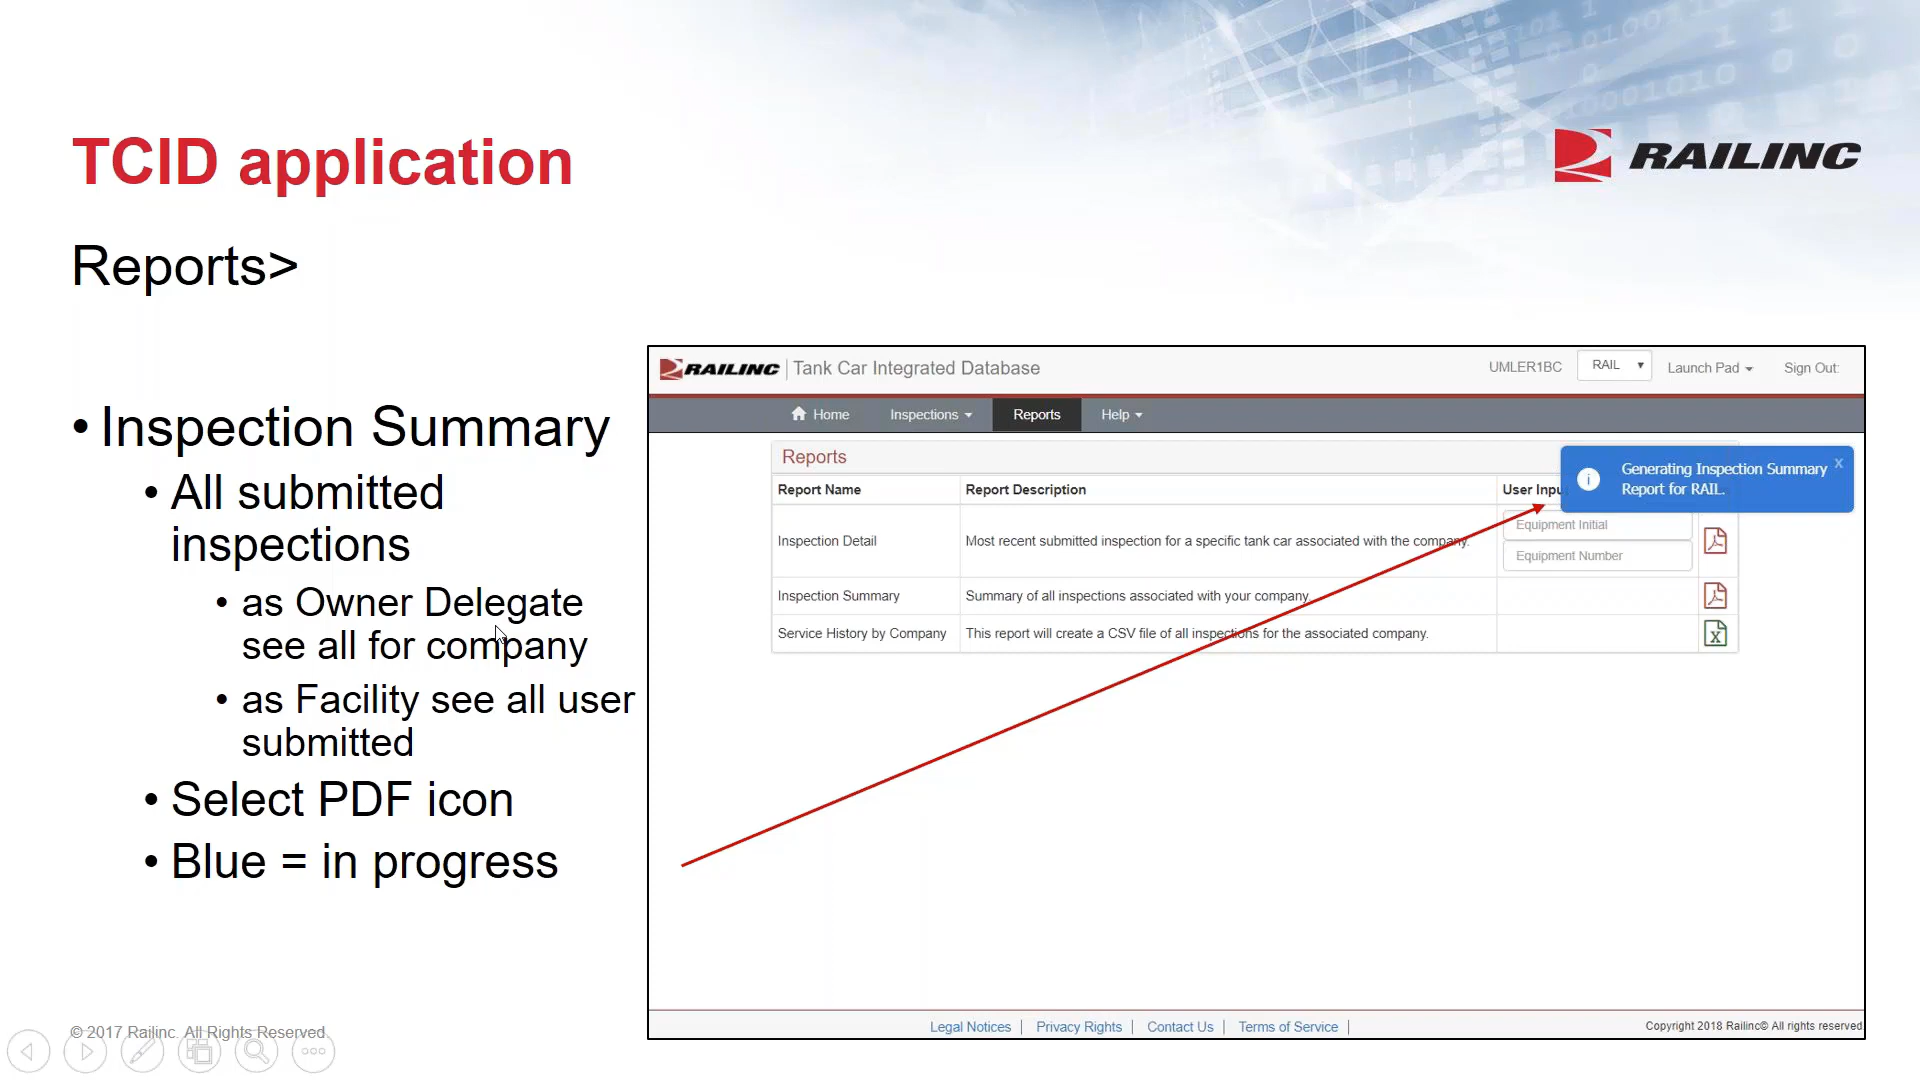 TCID application
RAILINC
Reports>
• Inspection Summary
• All submitted
inspections
• as Owner Delegate
see all for company
• as Facility see all user
submitted
• Select PDF icon
• Blue = in progress
RAILINC | Tank Car Integrated Database
UMLER1BC
RAIL
Launch Pad
Sign Out:
Home
Inspections
Reports
Help
Reports
Generating Inspection Summary
Report for RAIL.
x
Report Name
Report Description
User Inpu
Inspection Detail
Most recent submitted inspection for a specific tank car associated with the company.
Equipment Initial
Equipment Number
Inspection Summary
Summary of all inspections associated with your company.
Service History by Company
This report will create a CSV file of all inspections for the associated company.
Legal Notices | Privacy Rights | Contact Us | Terms of Service |
Copyright 2018 Railinc© All rights reserved
© 2017 Railinc. All Rights Reserved.